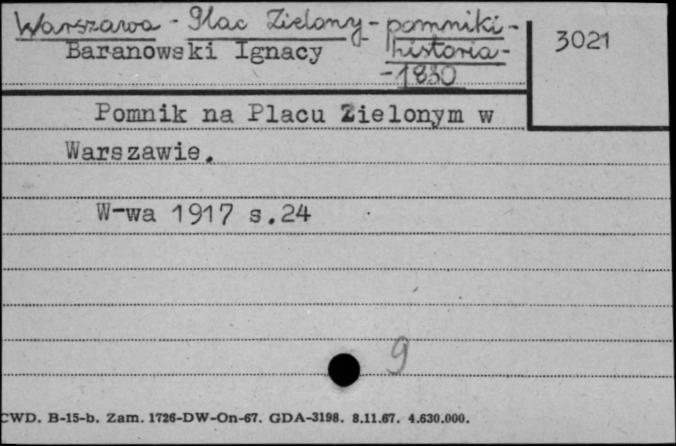 Warszawa - Plac Zielony - pomniki -
historia -
- 1830
3021
Baranowski Ignacy
Pomnik na Placu Zielonym w
Warszawie.
W-wa 1917 s.24
9
CWD. B-15-b. Zam. 1726-DW-On-67. GDA-3198. 8.11.67. 4.630.000.